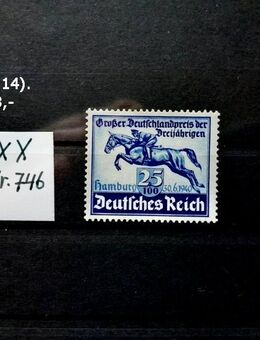 14).
,-
XX
r. 746
Großer Deutschlandpreis der
Dreijährigen
25
100
Hamburg 30.6.1940
Deutsches Reich